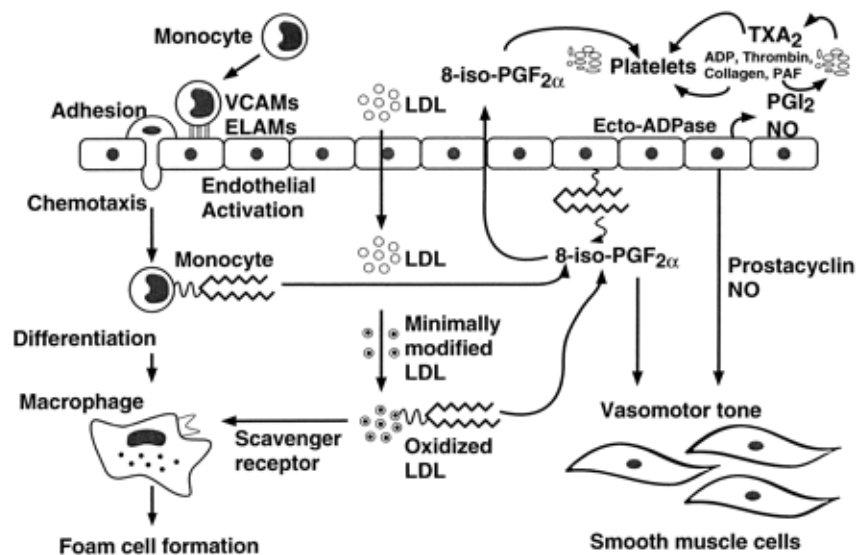 Monocyte
Adhesion
VCAMs
ELAMs
LDL
8-iso-PGF2α
Platelets
TXA2
ADP, Thrombin,
Collagen, PAF
PGI2
NO
Ecto-ADPase
Endothelial
Activation
Chemotaxis
Monocyte
LDL
8-iso-PGF2α
Prostacyclin
NO
Differentiation
Minimally
modified
LDL
Macrophage
Scavenger
receptor
Oxidized
LDL
Vasomotor tone
Foam cell formation
Smooth muscle cells